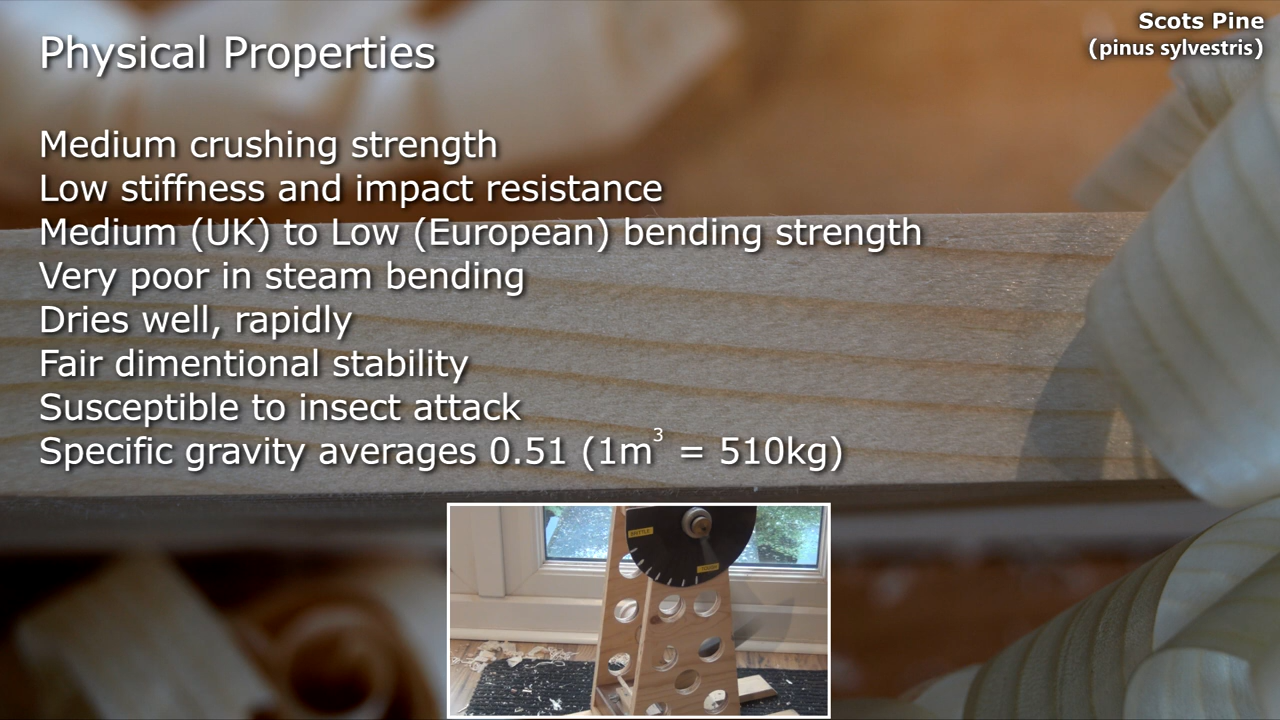 Scots Pine
(pinus sylvestris)
Physical Properties
Medium crushing strength
Low stiffness and impact resistance
Medium (UK) to Low (European) bending strength
Very poor in steam bending
Dries well, rapidly
Fair dimentional stability
Susceptible to insect attack
Specific gravity averages 0.51 (1m³ = 510kg)
BRITTLE
TOUGH